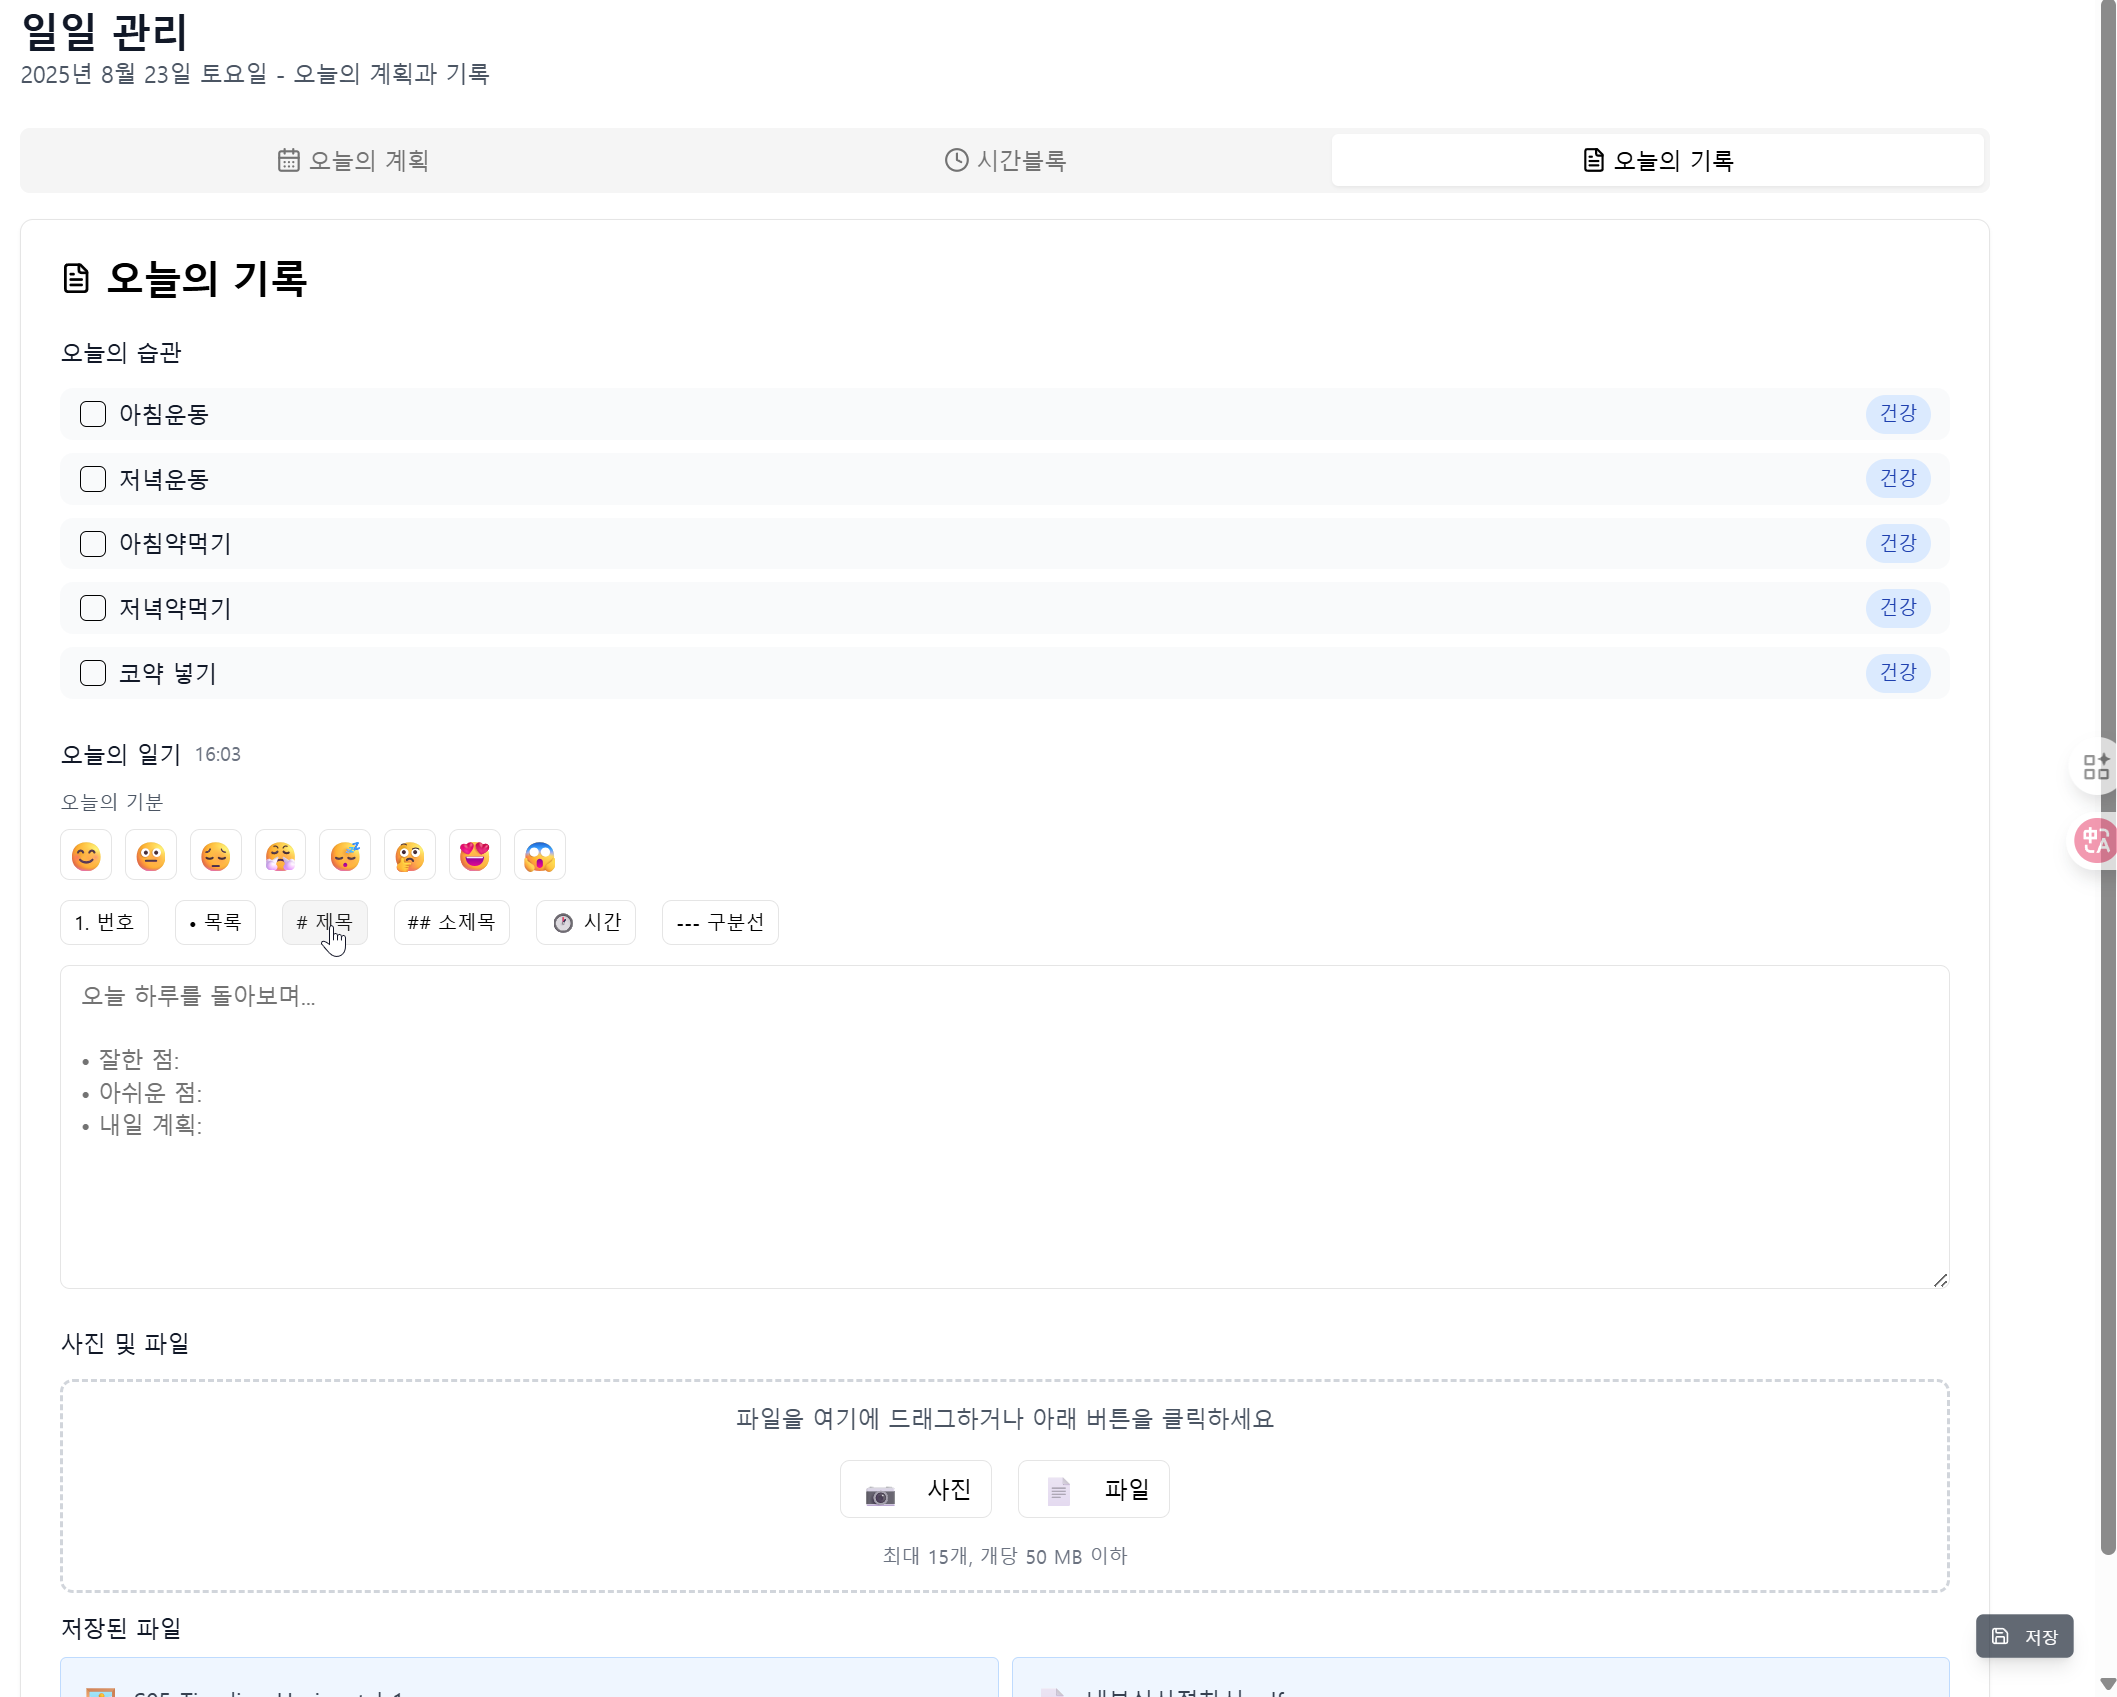 일일 관리
2025년 8월 23일 토요일 - 오늘의 계획과 기록
오늘의 계획
시간블록
오늘의 기록
오늘의 기록
오늘의 습관
아침운동 건강
저녁운동 건강
아침약먹기 건강
저녁약먹기 건강
코약 넣기 건강
오늘의 일기 16:03
오늘의 기분
1. 번호
• 목록
# 제목
## 소제목
시간
--- 구분선
오늘 하루를 돌아보며...
• 잘한 점:
• 아쉬운 점:
• 내일 계획:
사진 및 파일
파일을 여기에 드래그하거나 아래 버튼을 클릭하세요
사진
파일
최대 15개, 개당 50 MB 이하
저장된 파일
저장